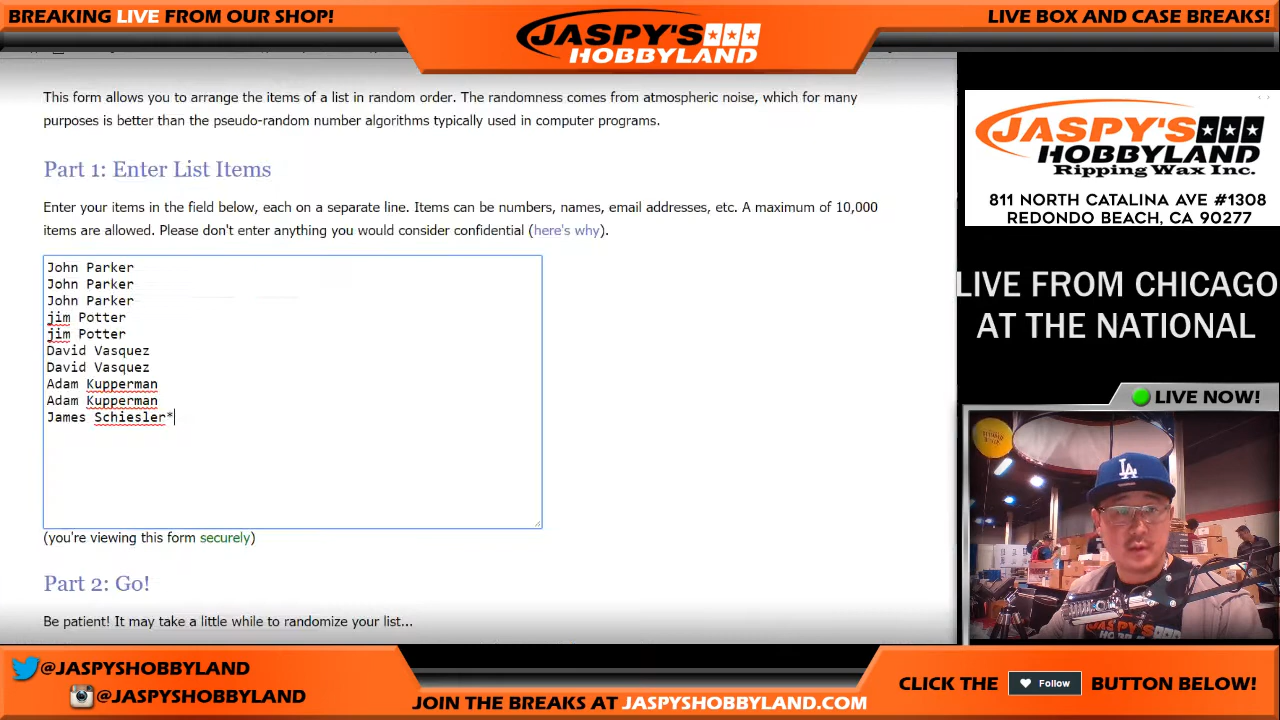 BREAKING LIVE FROM OUR SHOP!
JASPY'S
HOBBYLAND
LIVE BOX AND CASE BREAKS!
This form allows you to arrange the items of a list in random order. The randomness comes from atmospheric noise, which for many
purposes is better than the pseudo-random number algorithms typically used in computer programs.
Part 1: Enter List Items
Enter your items in the field below, each on a separate line. Items can be numbers, names, email addresses, etc. A maximum of 10,000
items are allowed. Please don't enter anything you would consider confidential (here's why).
John Parker
John Parker
John Parker
jim Potter
jim Potter
David Vasquez
David Vasquez
Adam Kupperman
Adam Kupperman
James Schiesler*
(you're viewing this form securely)
Part 2: Go!
Be patient! It may take a little while to randomize your list...
JASPY'S
HOBBYLAND
Ripping Wax Inc.
811 NORTH CATALINA AVE #1308
REDONDO BEACH, CA 90277
LIVE FROM CHICAGO
AT THE NATIONAL
LIVE NOW!
LA
JASPY'S
@JASPYSHOBBYLAND
@JASPYSHOBBYLAND
JOIN THE BREAKS AT JASPYSHOBBYLAND.COM
CLICK THE Follow BUTTON BELOW!